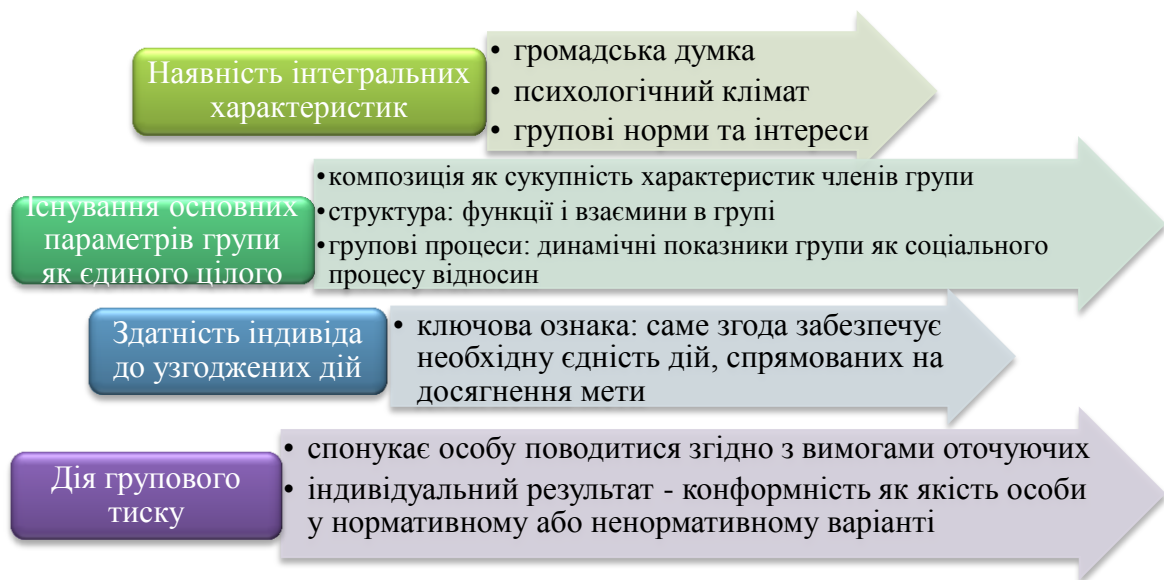 Наявність інтегральних
характеристик
• громадська думка
• психологічний клімат
• групові норми та інтереси
Існування основних
параметрів групи
як єдиного цілого
•композиція як сукупність характеристик членів групи
•структура: функції і взаємини в групі
•групові процеси: динамічні показники групи як соціального
процесу відносин
Здатність індивіда
до узгоджених дій
• ключова ознака: саме згода забезпечує
необхідну єдність дій, спрямованих на
досягнення мети
Дія групового
тиску
• спонукає особу поводитися згідно з вимогами оточуючих
• індивідуальний результат - конформність як якість особи
у нормативному або ненормативному варіанті